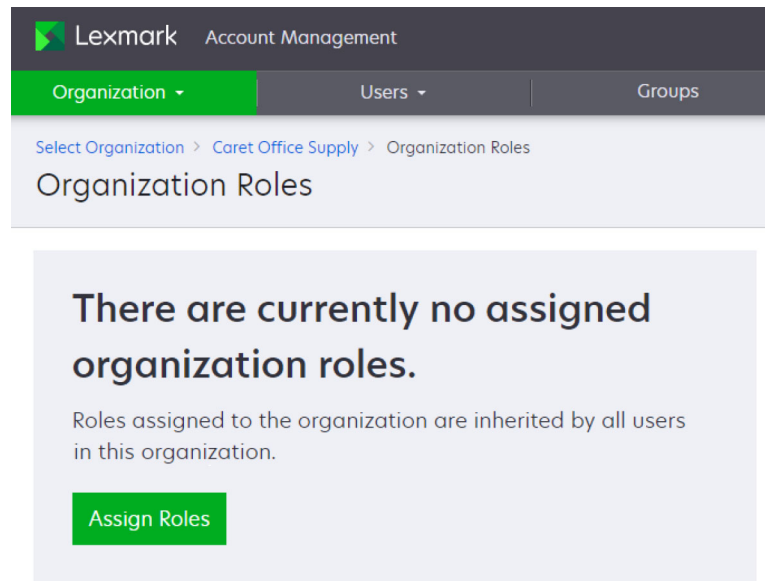 Lexmark Account Management
Organization Users Groups
Select Organization > Caret Office Supply > Organization Roles
Organization Roles
There are currently no assigned
organization roles.
Roles assigned to the organization are inherited by all users
in this organization.
Assign Roles